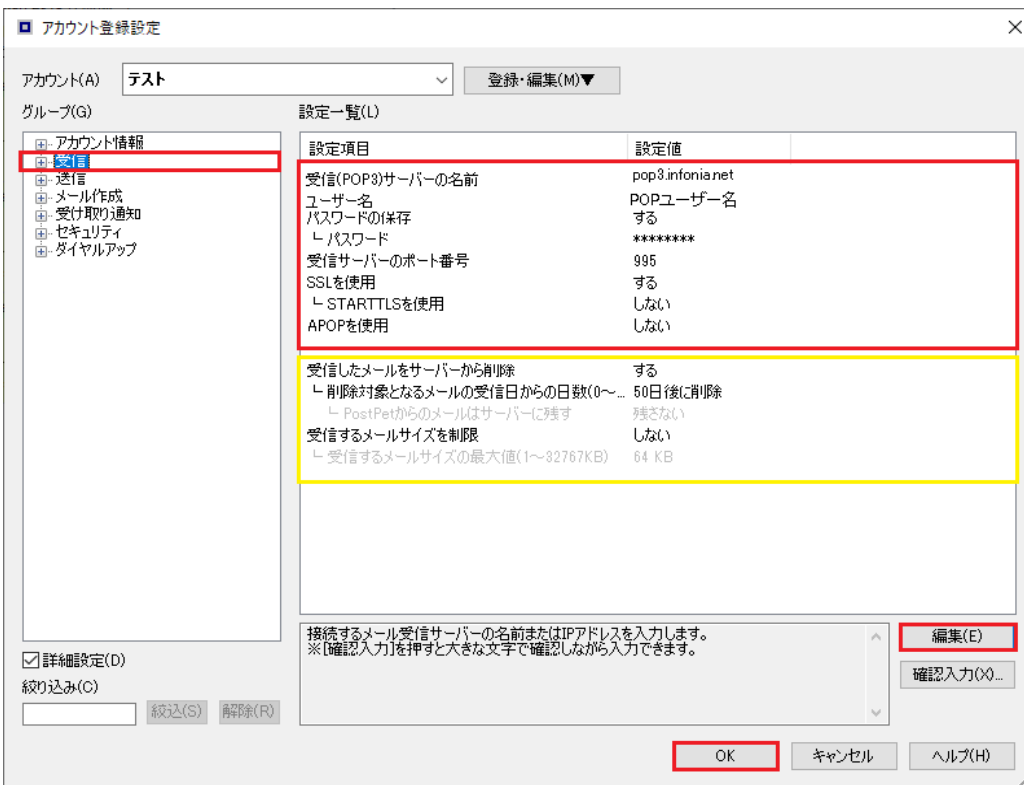 アカウント登録設定
アカウント(A) テスト 登録・編集(M)▼
グループ(G) 設定一覧(L)
アカウント情報
受信
送信
メール作成
受け取り通知
セキュリティ
ダイヤルアップ
設定項目 設定値
受信(POP3)サーバーの名前 pop3.infonia.net
ユーザー名 POPユーザー名
パスワードの保存 する
└ パスワード ********
受信サーバーのポート番号 995
SSLを使用 する
└ STARTTLSを使用 しない
APOPを使用 しない
受信したメールをサーバーから削除 する
└ 削除対象となるメールの受信日からの日数(0～... 50日後に削除
└ PostPetからのメールはサーバーに残す 残さない
受信するメールサイズを制限 しない
└ 受信するメールサイズの最大値(1～32767KB) 64 KB
接続するメール受信サーバーの名前またはIPアドレスを入力します。
※[確認入力]を押すと大きな文字で確認しながら入力できます。
編集(E)
確認入力(X)...
詳細設定(D)
絞り込み(C)
絞込(S) 解除(R)
OK キャンセル ヘルプ(H)